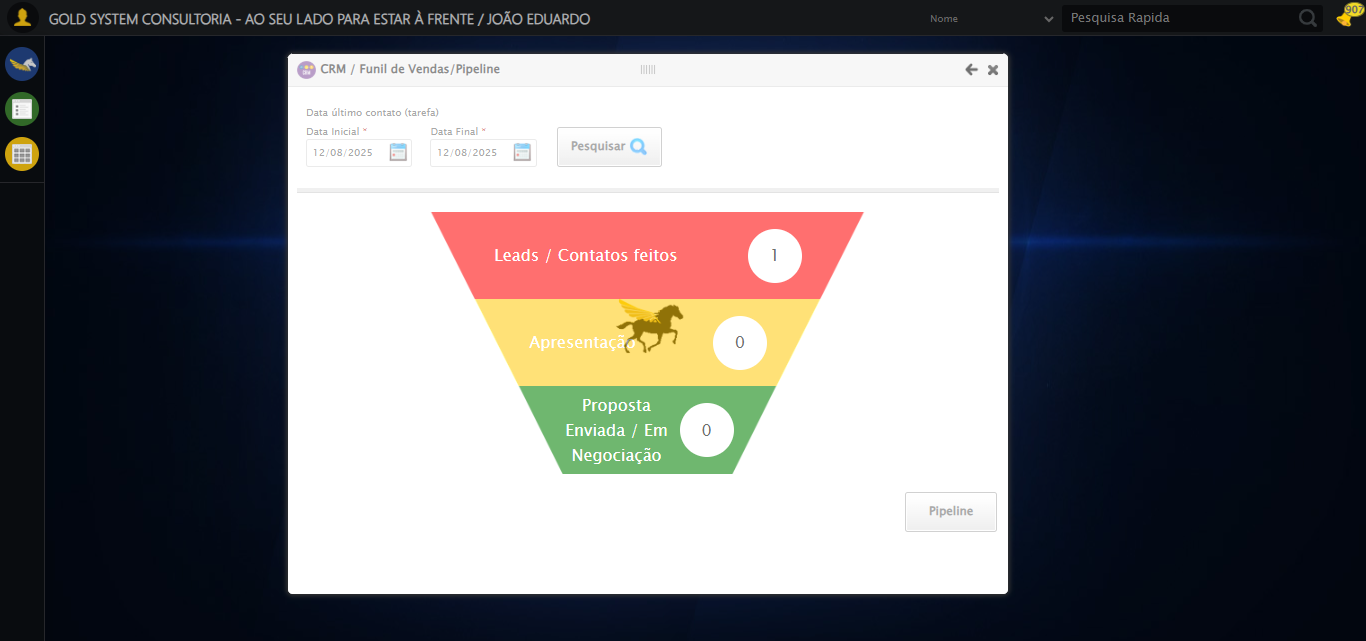 GOLD SYSTEM CONSULTORIA - AO SEU LADO PARA ESTAR À FRENTE / JOÃO EDUARDO
Nome
Pesquisa Rapida
907
CRM / Funil de Vendas/Pipeline
Data último contato (tarefa)
Data Inicial *
Data Final *
12/08/2025
12/08/2025
Pesquisar
Leads / Contatos feitos
1
Apresentação
0
Proposta
Enviada / Em
Negociação
0
Pipeline